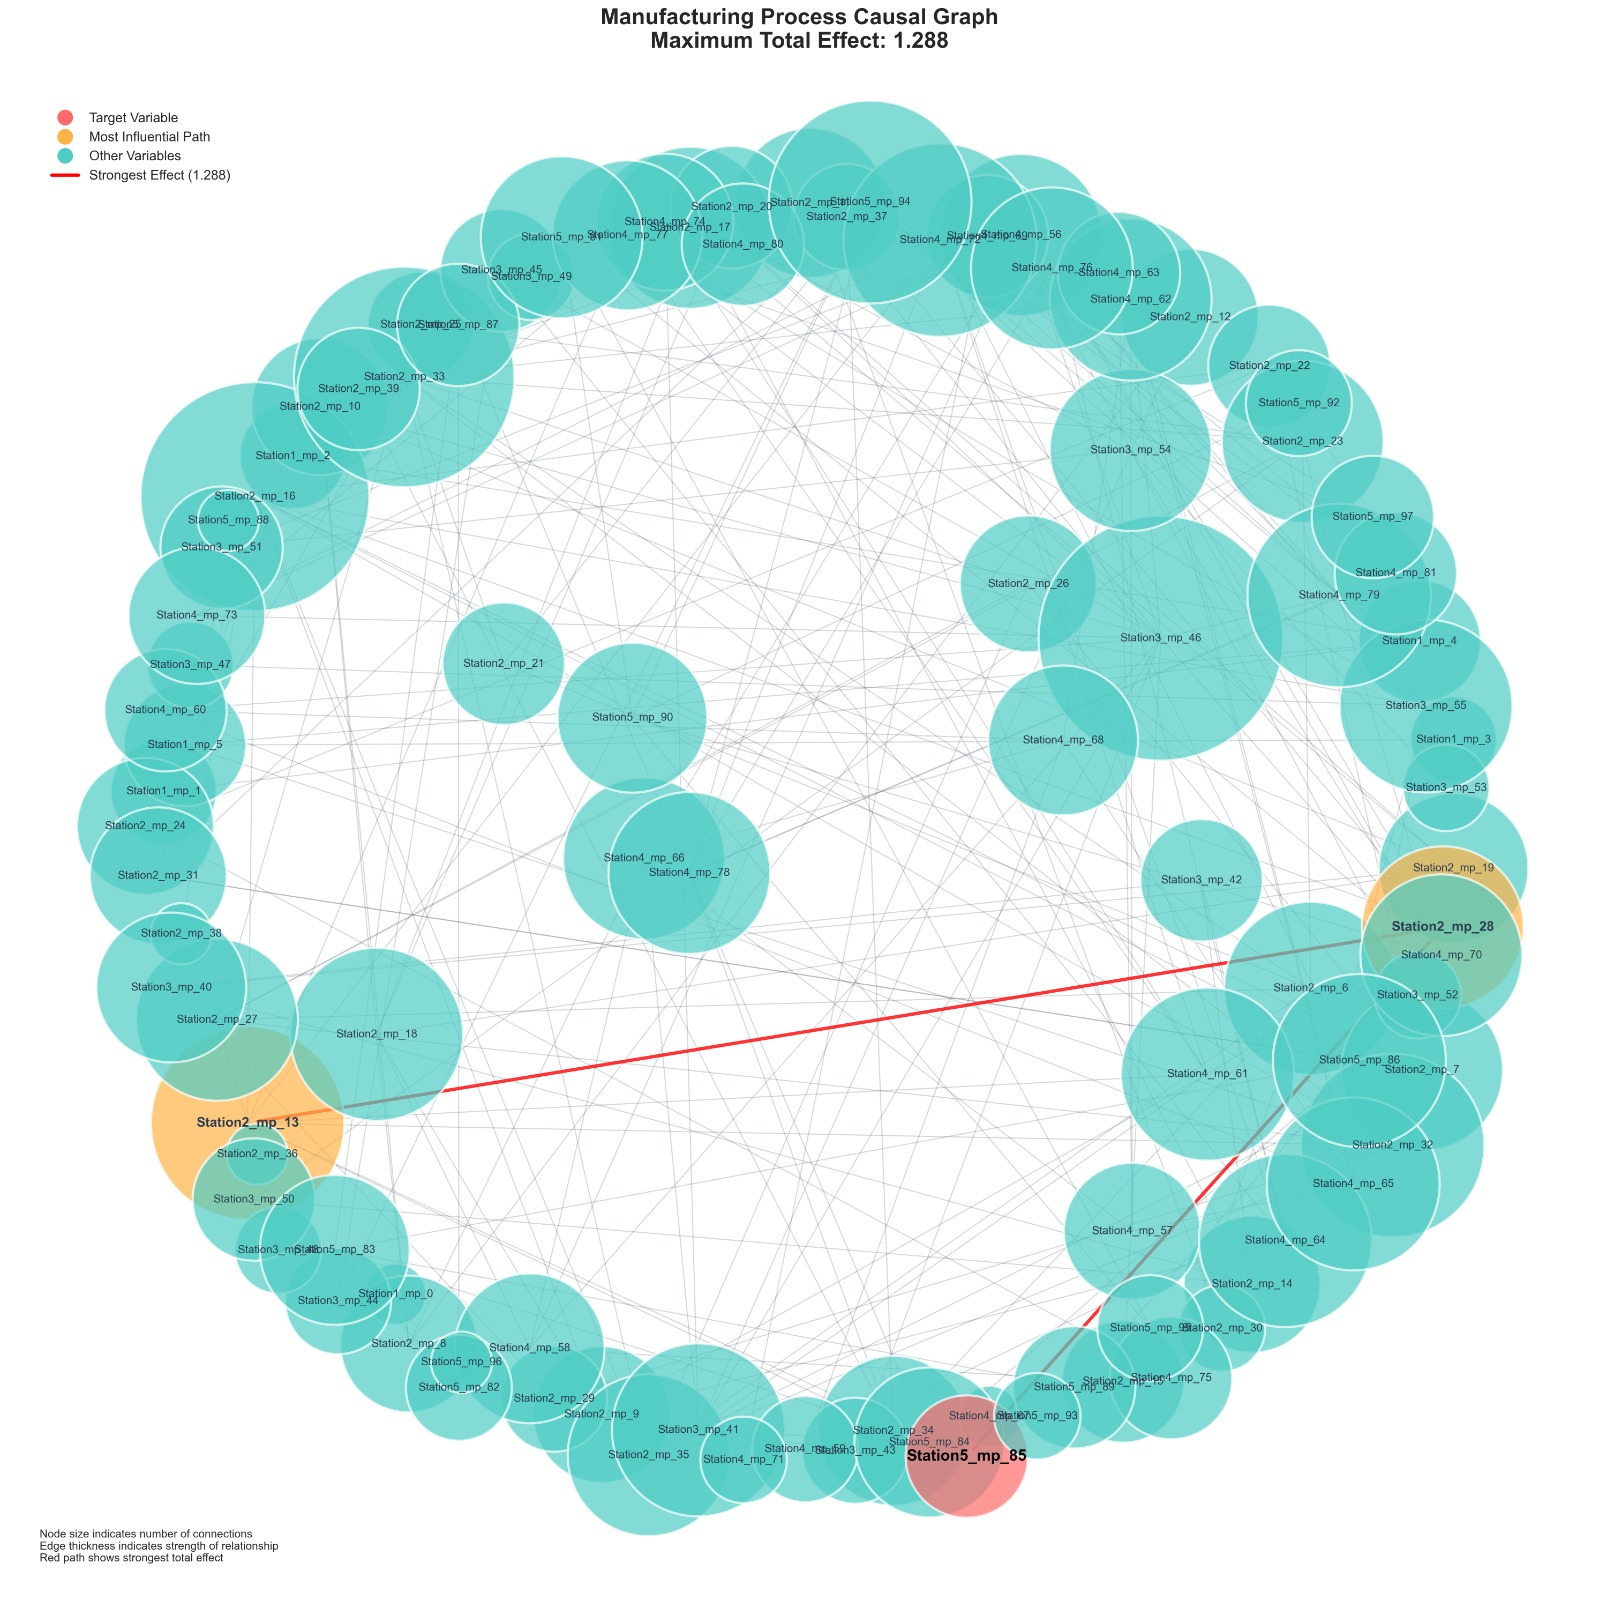 Manufacturing Process Causal Graph
Maximum Total Effect: 1.288
Target Variable
Most Influential Path
Other Variables
Strongest Effect (1.288)
Station5_mp_94
Station2_mp_20
Station2_mp_37
Station4_mp_74
Station2_mp_17
Station4_mp_77
Station4_mp_80
Station4_mp_72
Station2_mp_56
Station4_mp_76
Station4_mp_63
Station4_mp_62
Station2_mp_12
Station3_mp_45
Station3_mp_49
Station5_mp_87
Station2_mp_22
Station2_mp_33
Station2_mp_39
Station2_mp_10
Station5_mp_92
Station2_mp_23
Station3_mp_54
Station1_mp_2
Station2_mp_16
Station5_mp_88
Station5_mp_97
Station3_mp_51
Station4_mp_81
Station2_mp_26
Station4_mp_79
Station4_mp_73
Station3_mp_46
Station1_mp_4
Station3_mp_47
Station2_mp_21
Station4_mp_60
Station3_mp_55
Station5_mp_90
Station1_mp_5
Station4_mp_68
Station1_mp_3
Station1_mp_1
Station3_mp_53
Station2_mp_24
Station4_mp_66
Station2_mp_19
Station4_mp_78
Station2_mp_31
Station3_mp_42
Station2_mp_28
Station2_mp_38
Station4_mp_70
Station3_mp_40
Station2_mp_6
Station3_mp_52
Station2_mp_27
Station2_mp_18
Station5_mp_86
Station2_mp_7
Station4_mp_61
Station2_mp_13
Station2_mp_36
Station2_mp_32
Station4_mp_65
Station3_mp_50
Station4_mp_57
Station4_mp_64
Station5_mp_83
Station2_mp_14
Station1_mp_0
Station3_mp_44
Station2_mp_30
Station2_mp_8
Station4_mp_58
Station5_mp_96
Station4_mp_75
Station5_mp_82
Station5_mp_89
Station2_mp_29
Station2_mp_9
Station5_mp_93
Station3_mp_41
Station2_mp_34
Station5_mp_84
Station3_mp_43
Station2_mp_35
Station5_mp_85
Station4_mp_71
Node size indicates number of connections
Edge thickness indicates strength of relationship
Red path shows strongest total effect